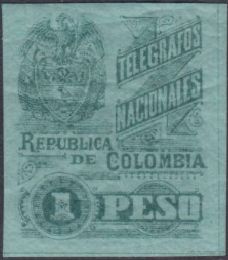 TELEGRAFOS
NACIONALES
REPUBLICA
DE COLOMBIA
1 PESO